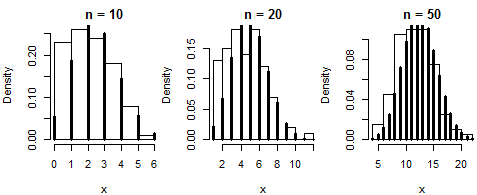 n = 10
n = 20
n = 50
Density
0.00
0.10
0.20
0 1 2 3 4 5 6
x
Density
0.00
0.05
0.10
0.15
2 4 6 8 10
x
Density
0.00
0.04
0.08
5 10 15 20
x